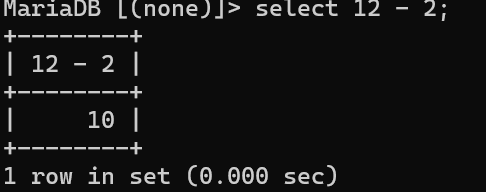 MariaDB [(none)]> select 12 - 2;
+--------+
| 12 - 2 |
+--------+
|     10 |
+--------+
1 row in set (0.000 sec)